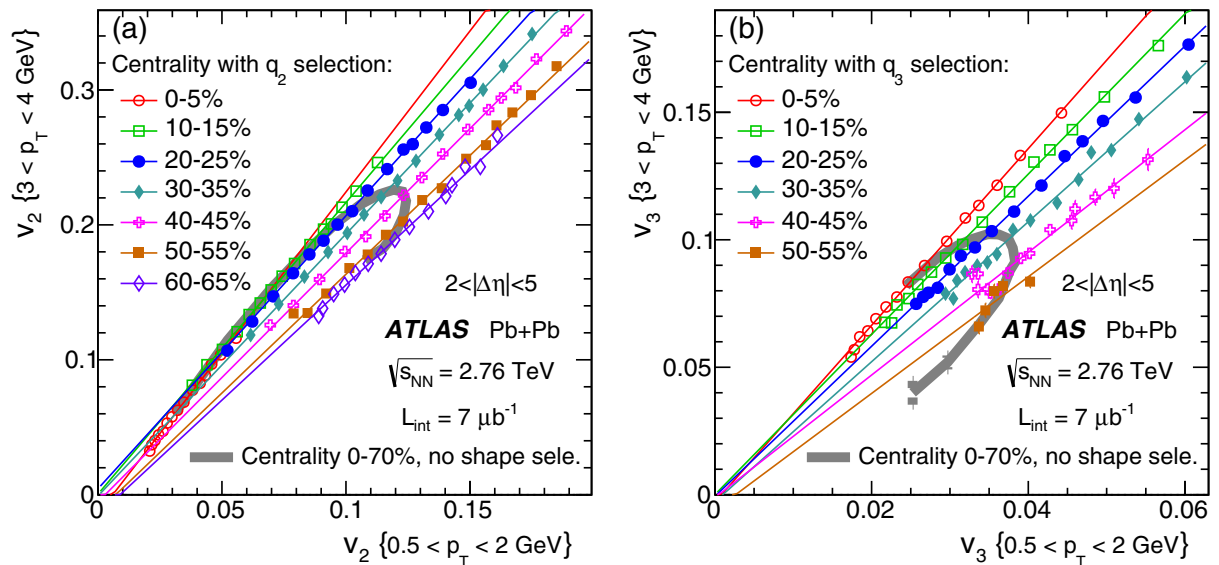 (a)
Centrality with q2 selection:
0-5%
10-15%
20-25%
30-35%
40-45%
50-55%
60-65%
2<|Δη|<5
ATLAS Pb+Pb
√sNN = 2.76 TeV
Lint = 7 μb-1
Centrality 0-70%, no shape sele.
v2 {3 < pT < 4 GeV}
0.3
0.2
0.1
0
0 0.05 0.1 0.15
v2 {0.5 < pT < 2 GeV}
(b)
Centrality with q3 selection:
0-5%
10-15%
20-25%
30-35%
40-45%
50-55%
2<|Δη|<5
ATLAS Pb+Pb
√sNN = 2.76 TeV
Lint = 7 μb-1
Centrality 0-70%, no shape sele.
v3 {3 < pT < 4 GeV}
0.15
0.1
0.05
0
0 0.02 0.04 0.06
v3 {0.5 < pT < 2 GeV}